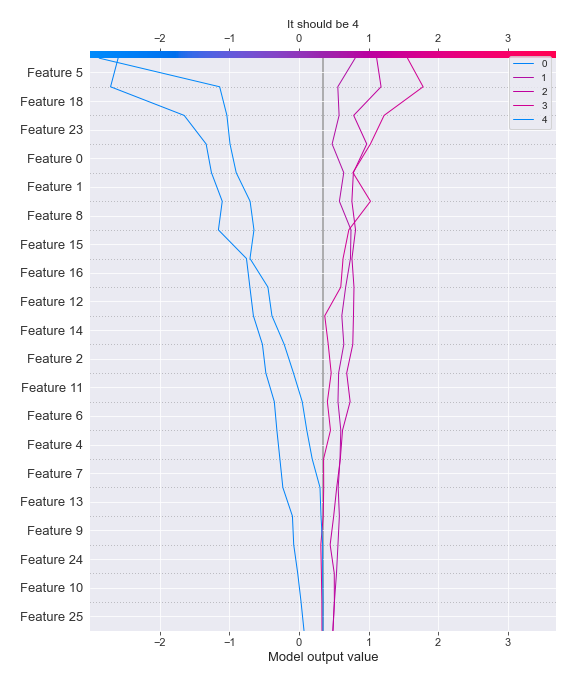 It should be 4
−2 −1 0 1 2 3
0
1
2
3
4
Feature 5
Feature 18
Feature 23
Feature 0
Feature 1
Feature 8
Feature 15
Feature 16
Feature 12
Feature 14
Feature 2
Feature 11
Feature 6
Feature 4
Feature 7
Feature 13
Feature 9
Feature 24
Feature 10
Feature 25
−2 −1 0 1 2 3
Model output value